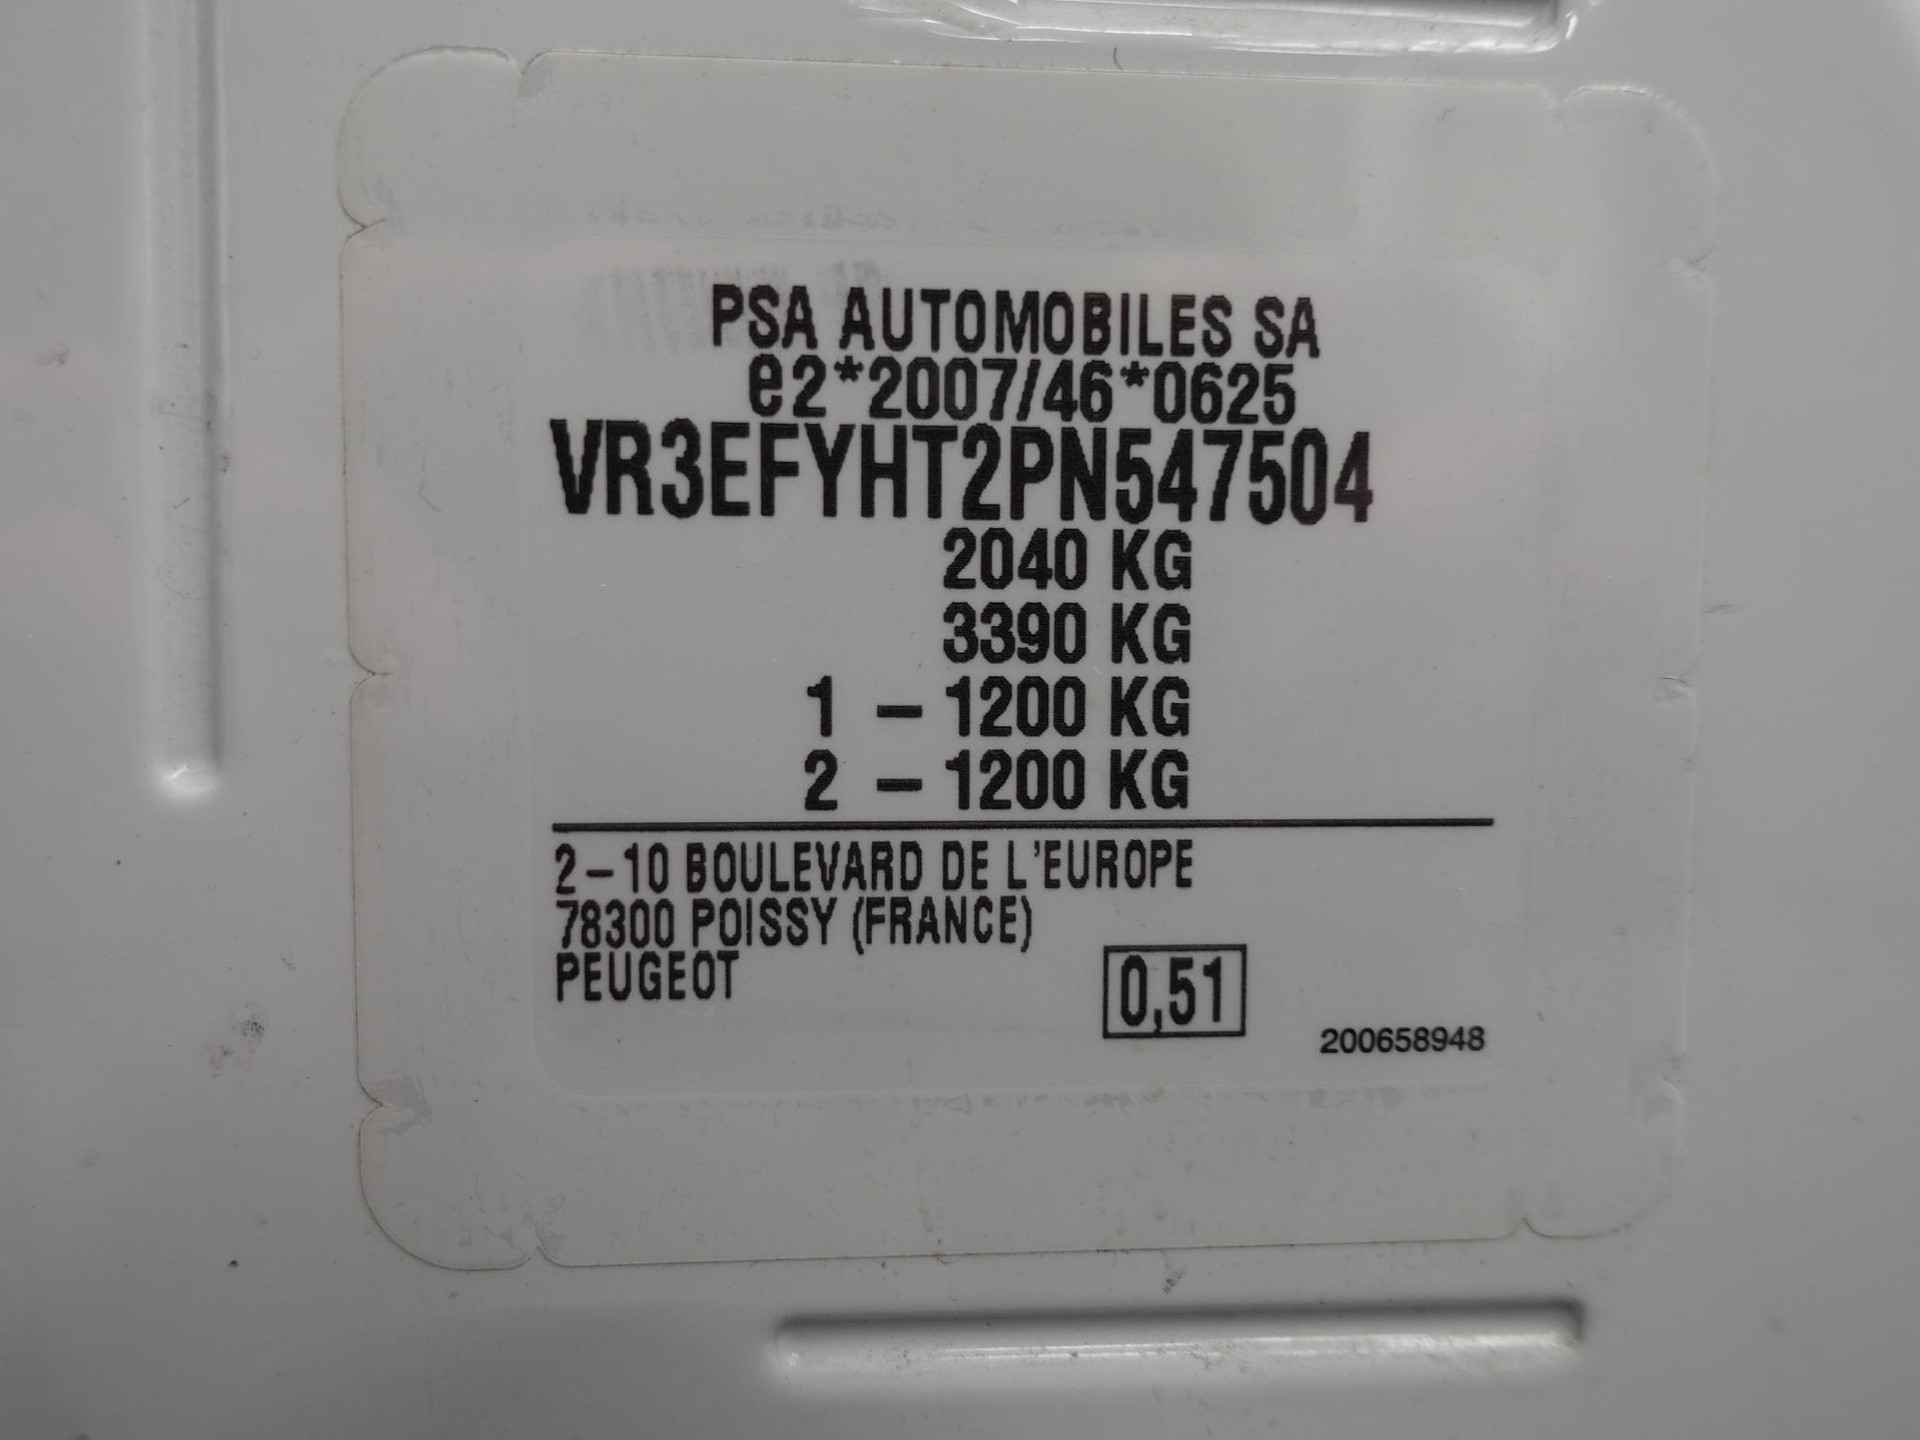 PSA AUTOMOBILES SA
e2*2007/46*0625
VR3EFYHT2PN547504
2040 KG
3390 KG
1 – 1200 KG
2 – 1200 KG
2–10 BOULEVARD DE L'EUROPE
78300 POISSY (FRANCE)
PEUGEOT
0,51
200658948